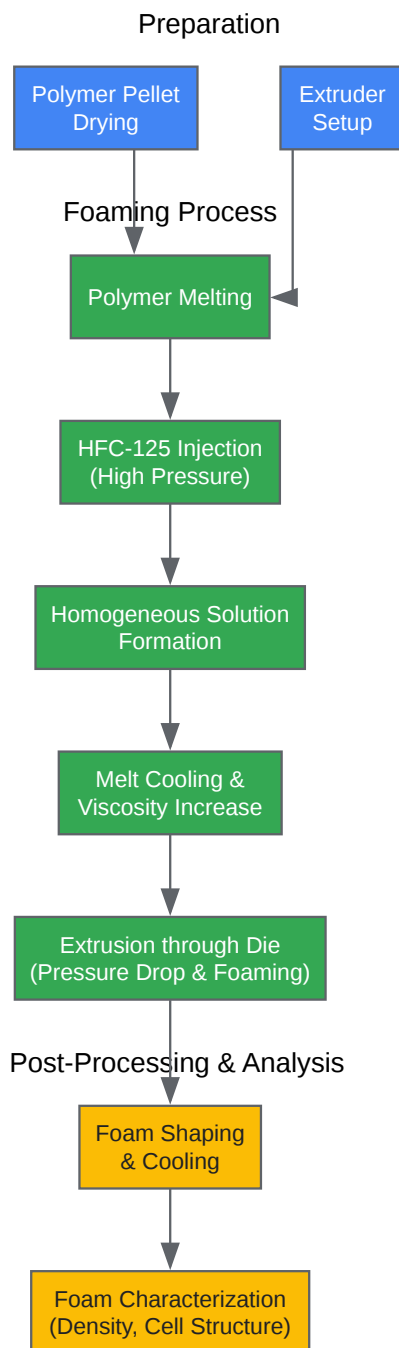 Preparation
Polymer Pellet
Drying
Extruder
Setup
Foaming Process
Polymer Melting
HFC-125 Injection
(High Pressure)
Homogeneous Solution
Formation
Melt Cooling &
Viscosity Increase
Extrusion through Die
(Pressure Drop & Foaming)
Post-Processing & Analysis
Foam Shaping
& Cooling
Foam Characterization
(Density, Cell Structure)